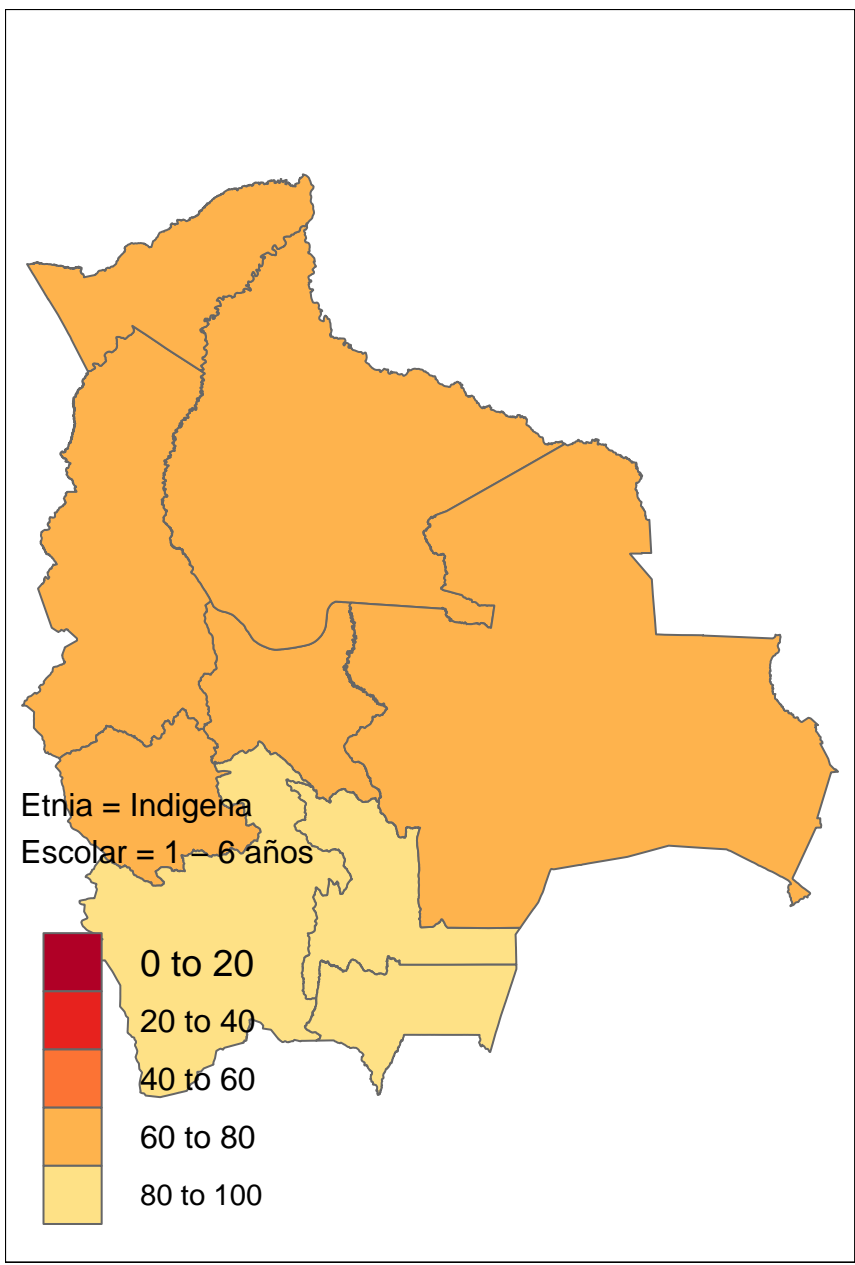 Etnia = Indigena
Escolar = 1 – 6 años
0 to 20
20 to 40
40 to 60
60 to 80
80 to 100